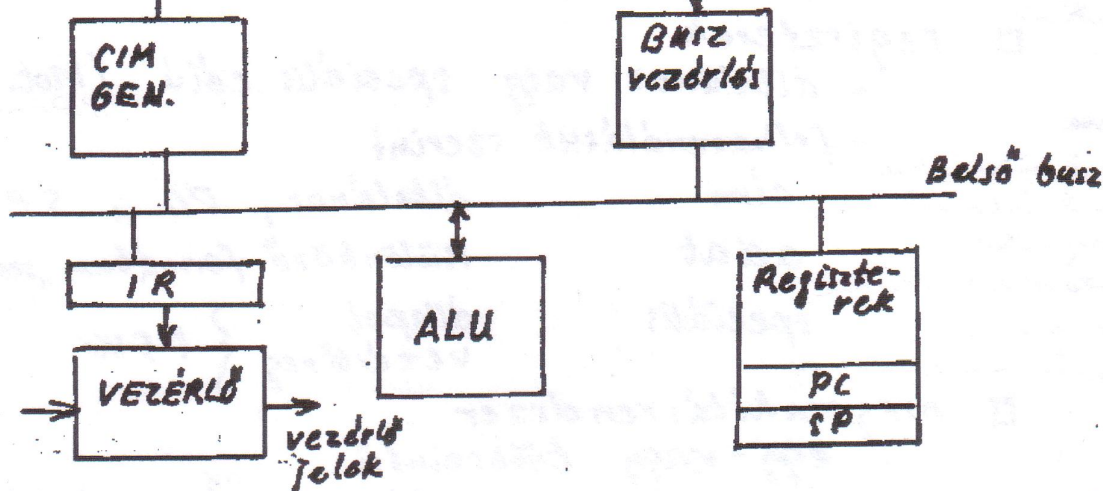 CIM
GEN.
Busz
vezérlés
Belső busz
IR
VEZÉRLŐ
vezérlő
jelek
ALU
Regiszte-
rek
PC
SP